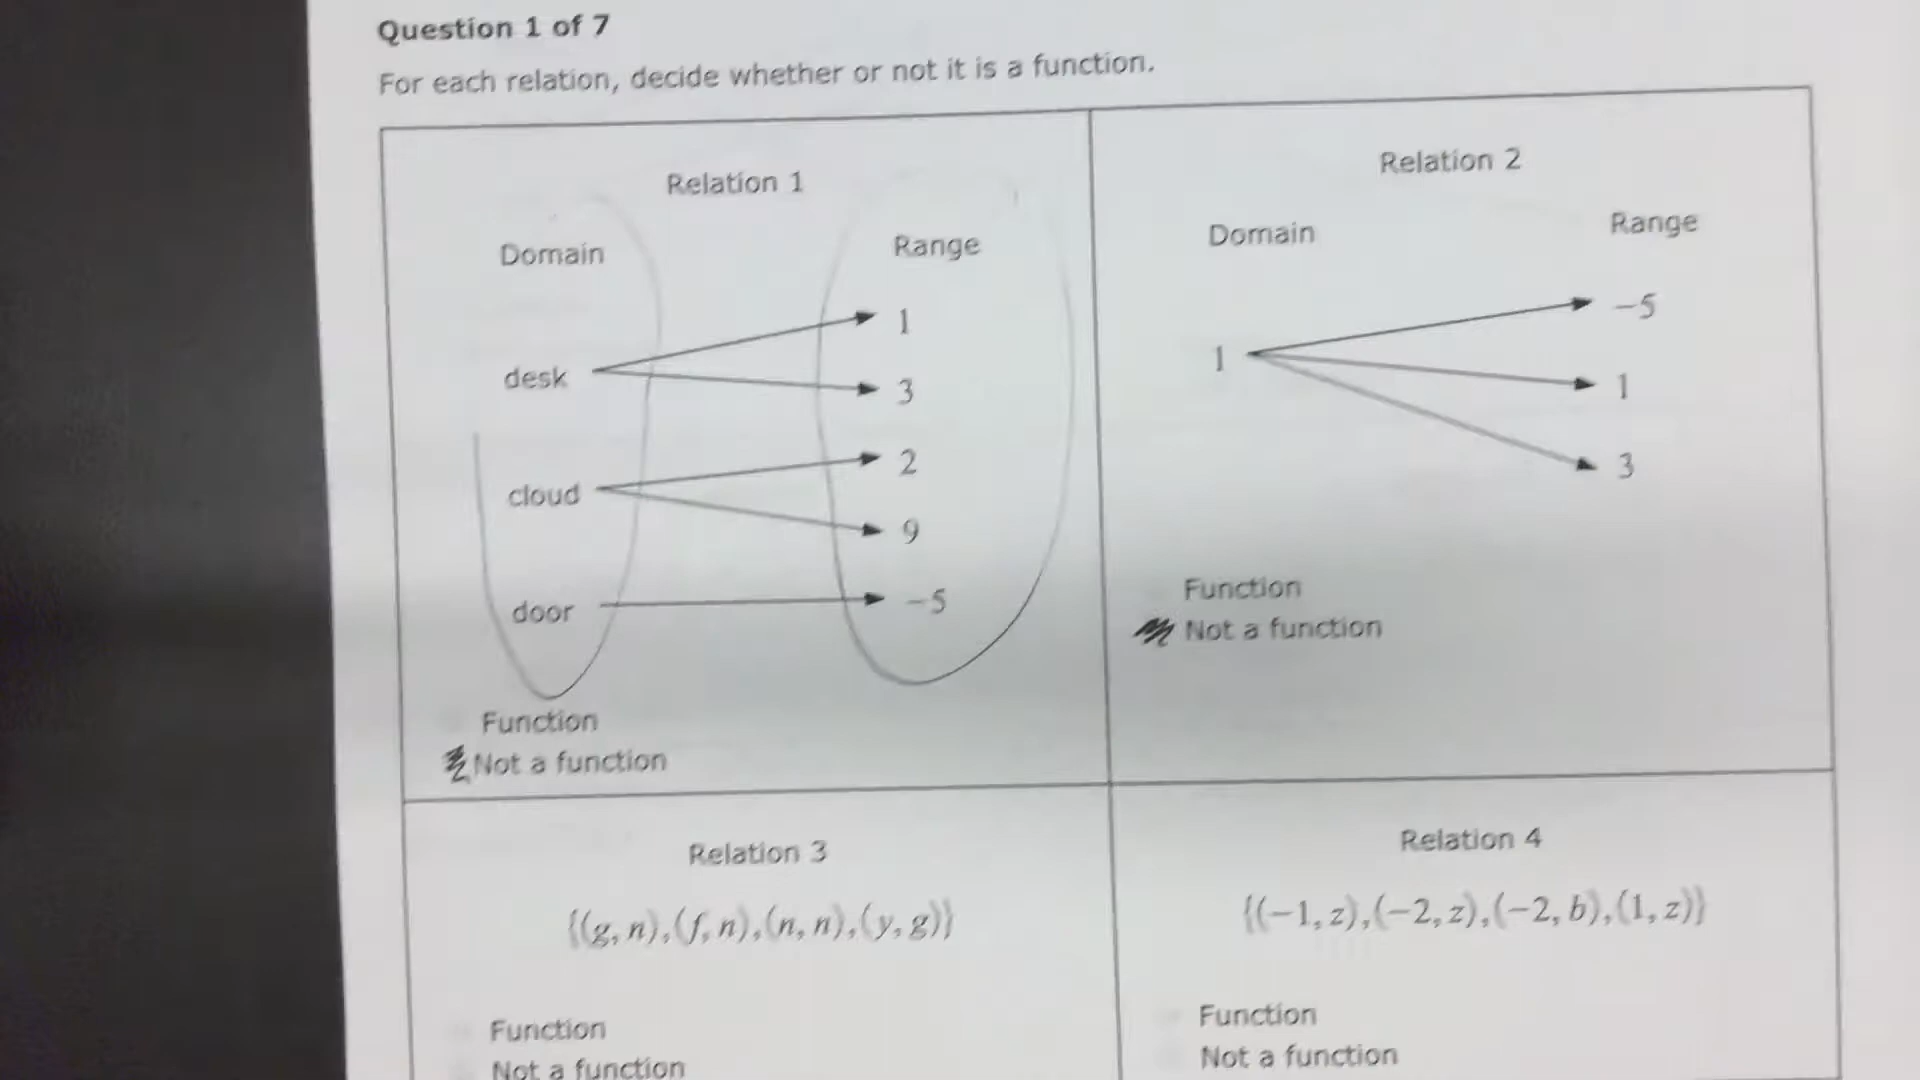 Question 1 of 7
For each relation, decide whether or not it is a function.
Relation 1
Domain
Range
desk
1
3
cloud
2
9
door
−5
Function
Not a function
Relation 2
Domain
Range
1
−5
1
3
Function
Not a function
Relation 3
{(g, n),(f, n),(n, n),(y, g)}
Function
Not a function
Relation 4
{(−1, z),(−2, z),(−2, b),(1, z)}
Function
Not a function